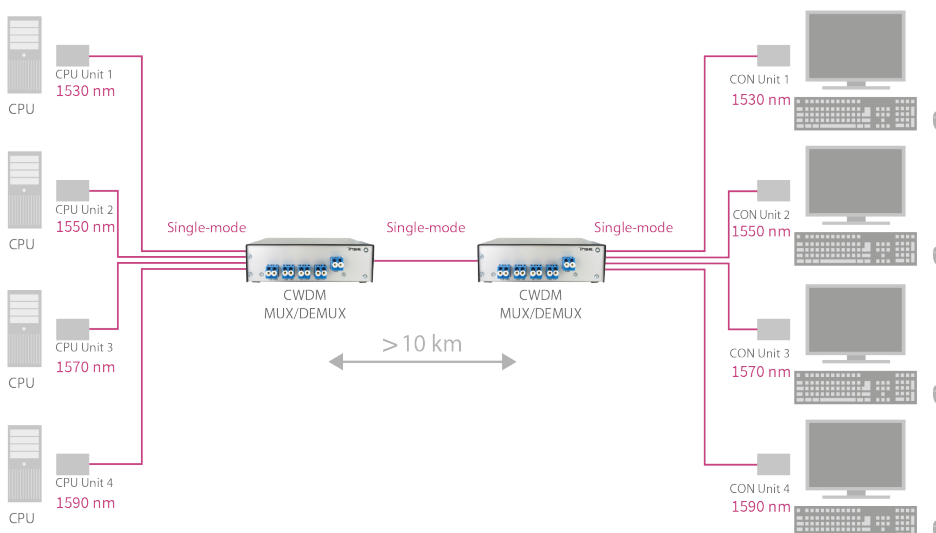 CPU Unit 1
1530 nm
CPU
CPU Unit 2
1550 nm
CPU
CPU Unit 3
1570 nm
CPU
CPU Unit 4
1590 nm
CPU
Single-mode
Single-mode
Single-mode
CWDM
MUX/DEMUX
CWDM
MUX/DEMUX
> 10 km
CON Unit 1
1530 nm
CON Unit 2
1550 nm
CON Unit 3
1570 nm
CON Unit 4
1590 nm